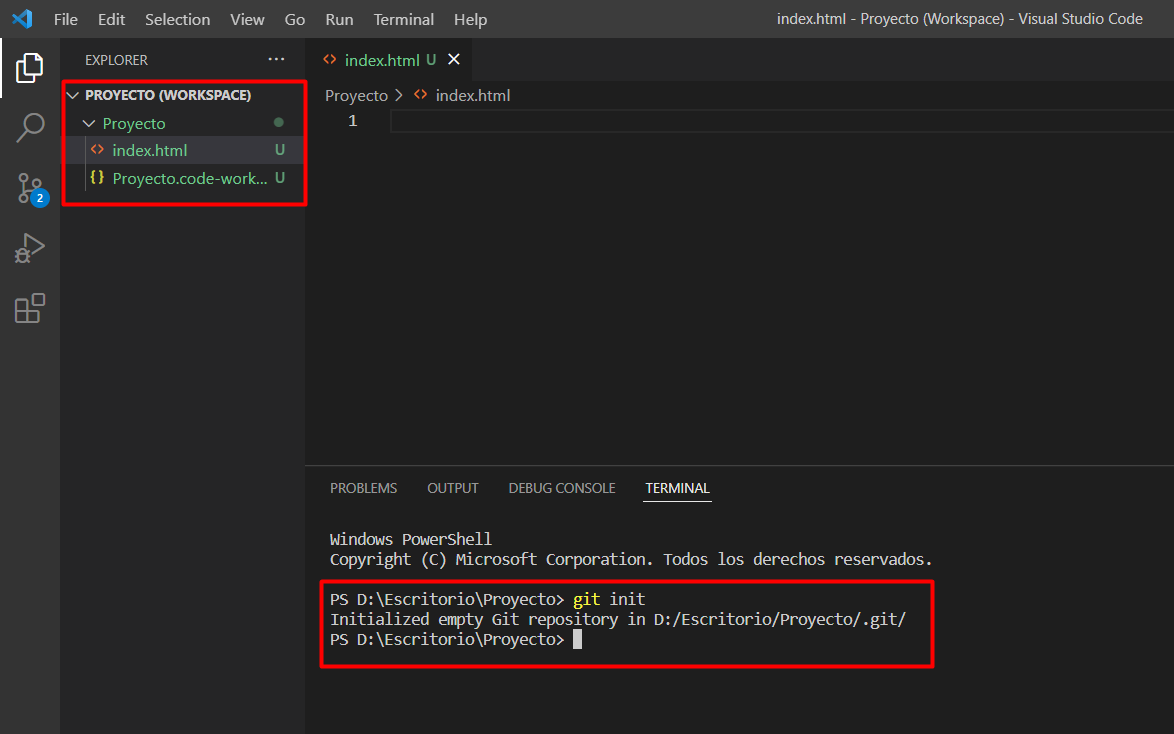 File Edit Selection View Go Run Terminal Help index.html - Proyecto (Workspace) - Visual Studio Code
EXPLORER ...
PROYECTO (WORKSPACE)
Proyecto
index.html U
{} Proyecto.code-work... U
2
<> index.html U ×
Proyecto > <> index.html
1
PROBLEMS OUTPUT DEBUG CONSOLE TERMINAL
Windows PowerShell
Copyright (C) Microsoft Corporation. Todos los derechos reservados.
PS D:\Escritorio\Proyecto> git init
Initialized empty Git repository in D:/Escritorio/Proyecto/.git/
PS D:\Escritorio\Proyecto>